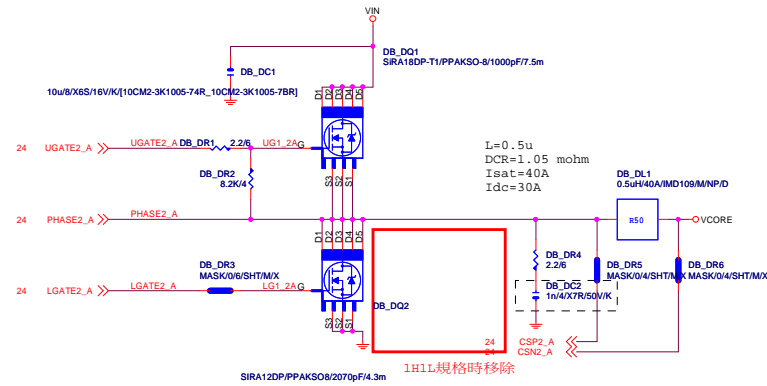 VIN
DB_DQ1
SiRA18DP-T1/PPAKSO-8/1000pF/7.5m
DB_DC1
10u/8/X6S/16V/K/[10CM2-3K1005-74R_10CM2-3K1005-7BR]
D1
D2
D3
D4
D5
24
UGATE2_A
UGATE2_A
DB_DR1
2.2/6
UG1_2A
G
DB_DR2
8.2K/4
S3
S2
S1
L=0.5u
DCR=1.05 mohm
Isat=40A
Idc=30A
DB_DL1
0.5uH/40A/IMD109/M/NP/D
R50
VCORE
24
PHASE2_A
PHASE2_A
D1
D2
D3
D4
D5
DB_DR3
MASK/0/6/SHT/M/X
24
LGATE2_A
LGATE2_A
LG1_2A
G
DB_DQ2
S3
S2
S1
DB_DR4
2.2/6
DB_DC2
1n/4/X7R/50V/K
DB_DR5
MASK/0/4/SHT/M/X
DB_DR6
MASK/0/4/SHT/M/X
24
CSP2_A
24
CSN2_A
1H1L規格時移除
SIRA12DP/PPAKSO8/2070pF/4.3m